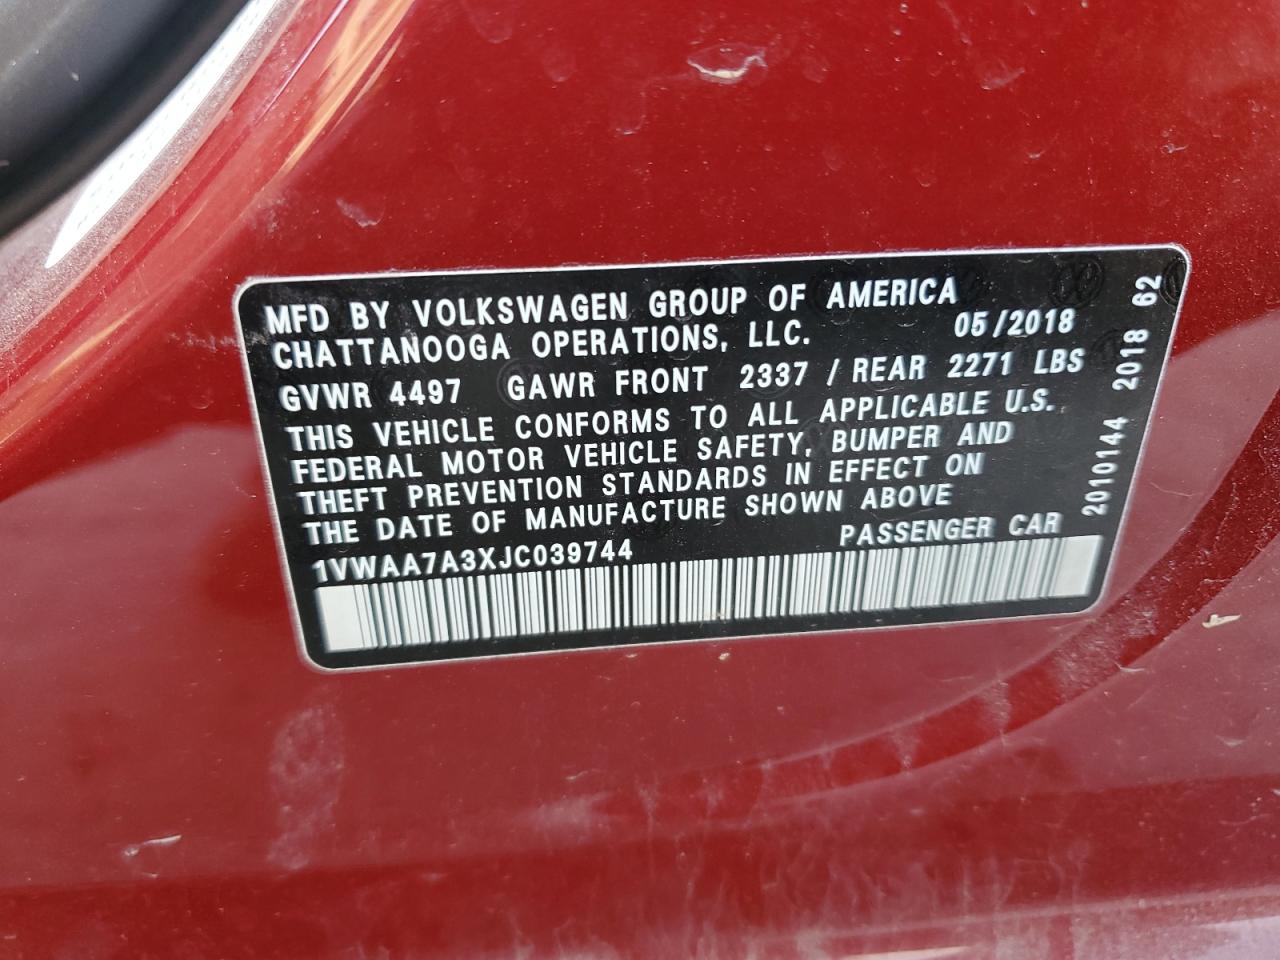 MFD BY VOLKSWAGEN GROUP OF AMERICA
CHATTANOOGA OPERATIONS, LLC. 05/2018
GVWR 4497 GAWR FRONT 2337 / REAR 2271 LBS
THIS VEHICLE CONFORMS TO ALL APPLICABLE U.S.
FEDERAL MOTOR VEHICLE SAFETY, BUMPER AND
THEFT PREVENTION STANDARDS IN EFFECT ON
THE DATE OF MANUFACTURE SHOWN ABOVE
1VWAA7A3XJC039744 PASSENGER CAR
2010144 2018 62